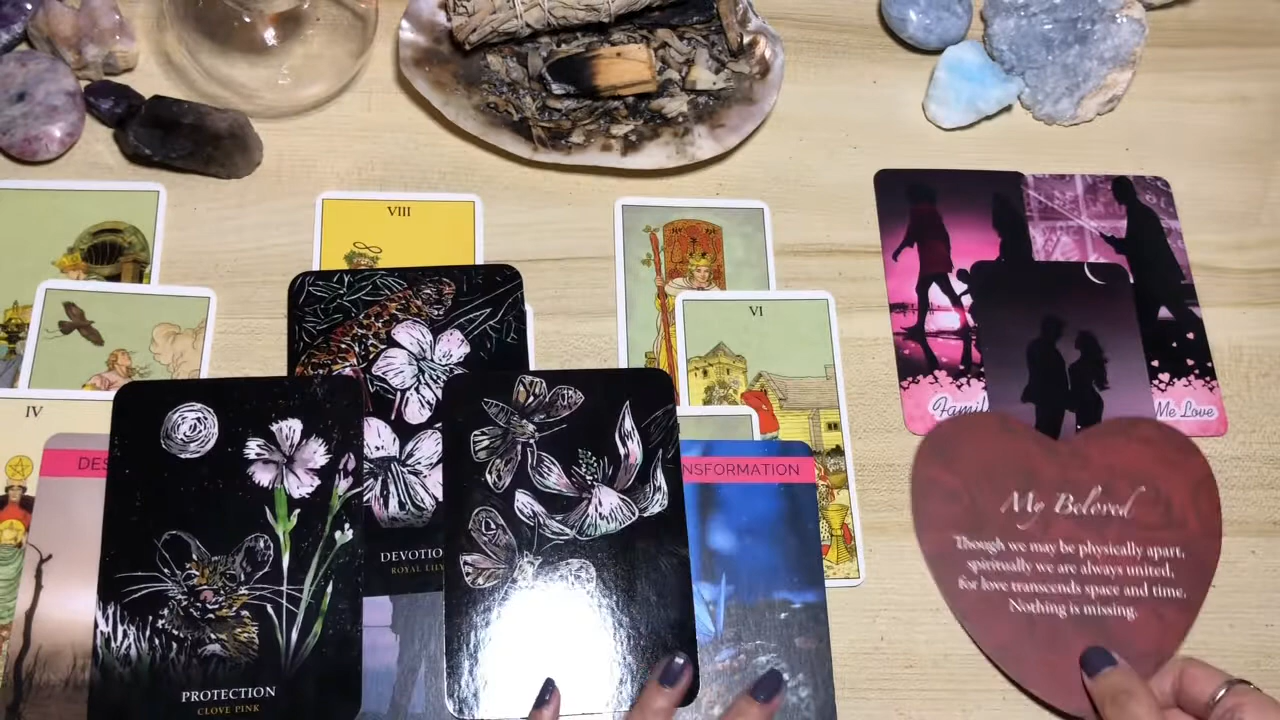 VIII
VI
IV
DES
NSFORMATION
Famil
Me Love
DEVOTIO
ROYAL LILY
PROTECTION
CLOVE PINK
My Beloved
Though we may be physically apart,
spiritually we are always united,
for love transcends space and time.
Nothing is missing.